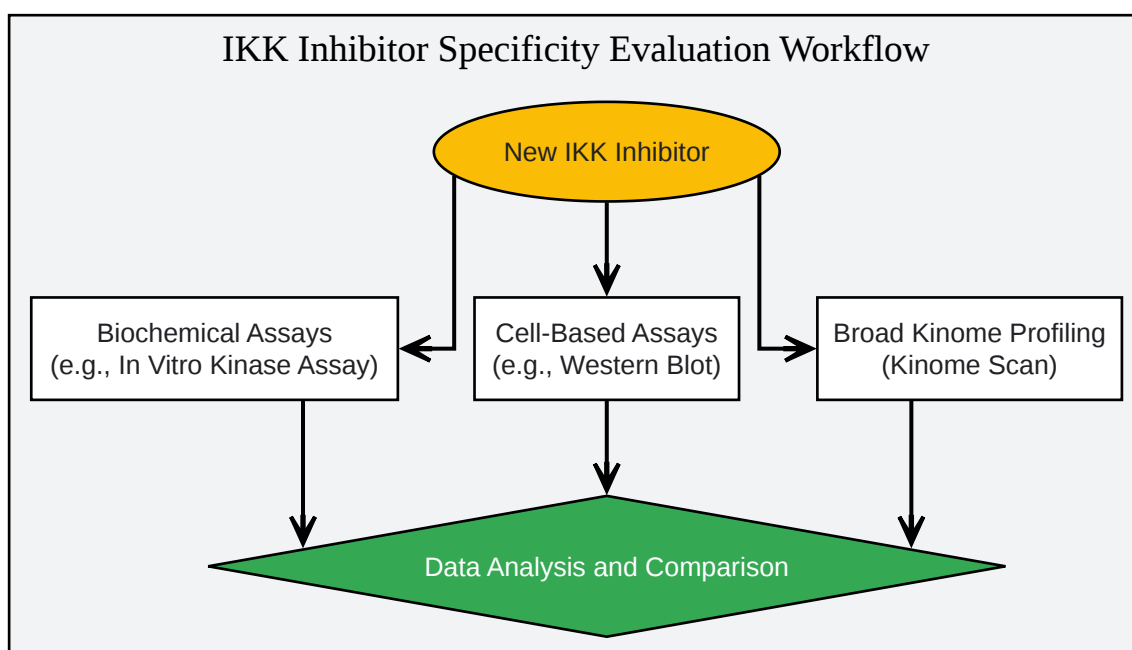 IKK Inhibitor Specificity Evaluation Workflow
New IKK Inhibitor
Biochemical Assays
(e.g., In Vitro Kinase Assay)
Cell-Based Assays
(e.g., Western Blot)
Broad Kinome Profiling
(Kinome Scan)
Data Analysis and Comparison